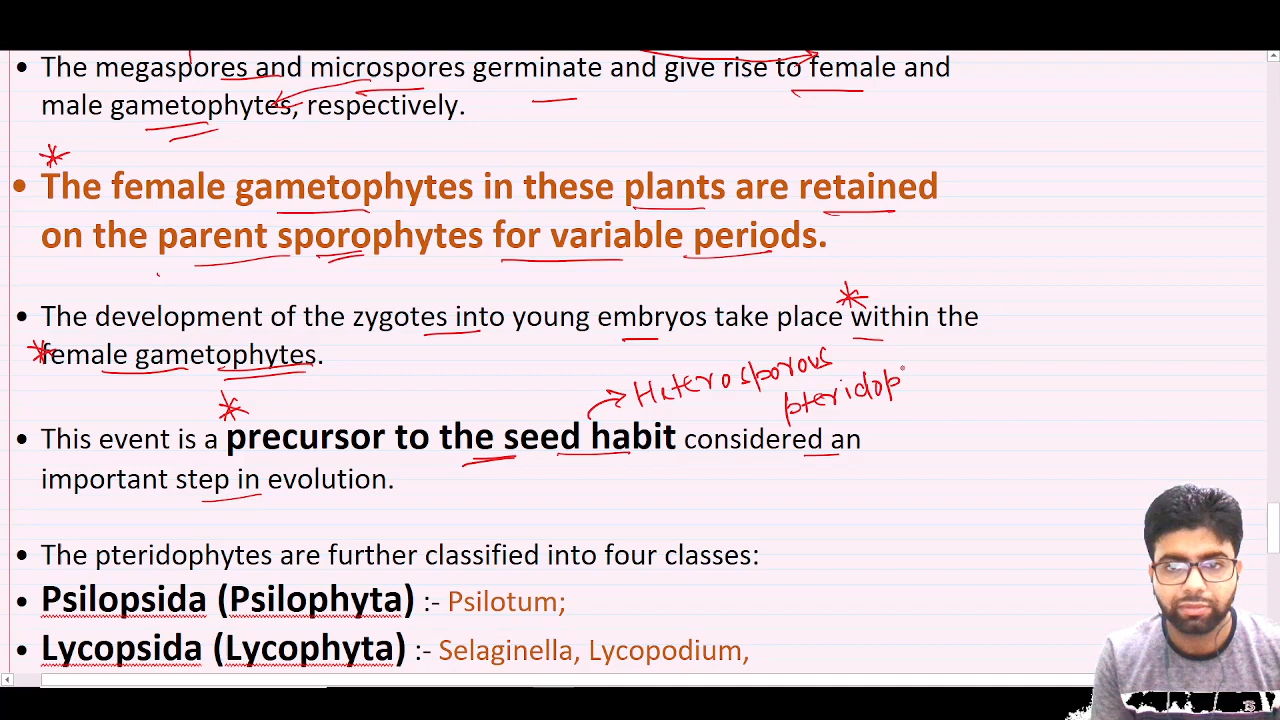 • The megaspores and microspores germinate and give rise to female and
male gametophytes, respectively.
• The female gametophytes in these plants are retained
on the parent sporophytes for variable periods.
• The development of the zygotes into young embryos take place within the
female gametophytes.
Heterosporous
pteridop
• This event is a precursor to the seed habit considered an
important step in evolution.
• The pteridophytes are further classified into four classes:
• Psilopsida (Psilophyta) :- Psilotum;
• Lycopsida (Lycophyta) :- Selaginella, Lycopodium,